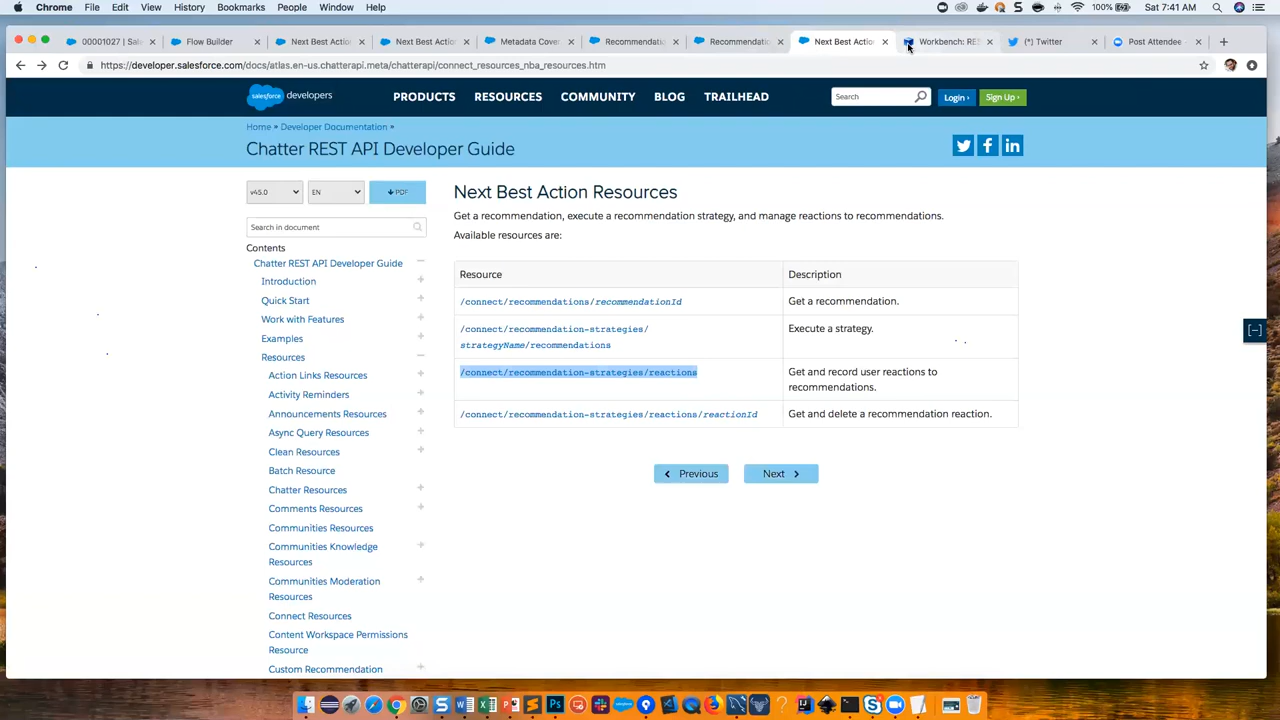 Chrome File Edit View History Bookmarks People Window Help 100% Sat 7:41 AM
00001027 | Sale Flow Builder Next Best Action Next Best Action Metadata Cover Recommendatio Recommendatio Next Best Actio Workbench: RES (*) Twitter Post Attendee
https://developer.salesforce.com/docs/atlas.en-us.chatterapi.meta/chatterapi/connect_resources_nba_resources.htm
salesforce developers PRODUCTS RESOURCES COMMUNITY BLOG TRAILHEAD Search Login › Sign Up ›
Home » Developer Documentation »
Chatter REST API Developer Guide
v45.0 EN PDF
Search in document
Contents
Chatter REST API Developer Guide
Introduction
Quick Start
Work with Features
Examples
Resources
Action Links Resources
Activity Reminders
Announcements Resources
Async Query Resources
Clean Resources
Batch Resource
Chatter Resources
Comments Resources
Communities Resources
Communities Knowledge
Resources
Communities Moderation
Resources
Connect Resources
Content Workspace Permissions
Resource
Custom Recommendation
Next Best Action Resources
Get a recommendation, execute a recommendation strategy, and manage reactions to recommendations.
Available resources are:
Resource Description
/connect/recommendations/recommendationId Get a recommendation.
/connect/recommendation-strategies/ Execute a strategy.
strategyName/recommendations
/connect/recommendation-strategies/reactions Get and record user reactions to
recommendations.
/connect/recommendation-strategies/reactions/reactionId Get and delete a recommendation reaction.
Previous Next
[–]